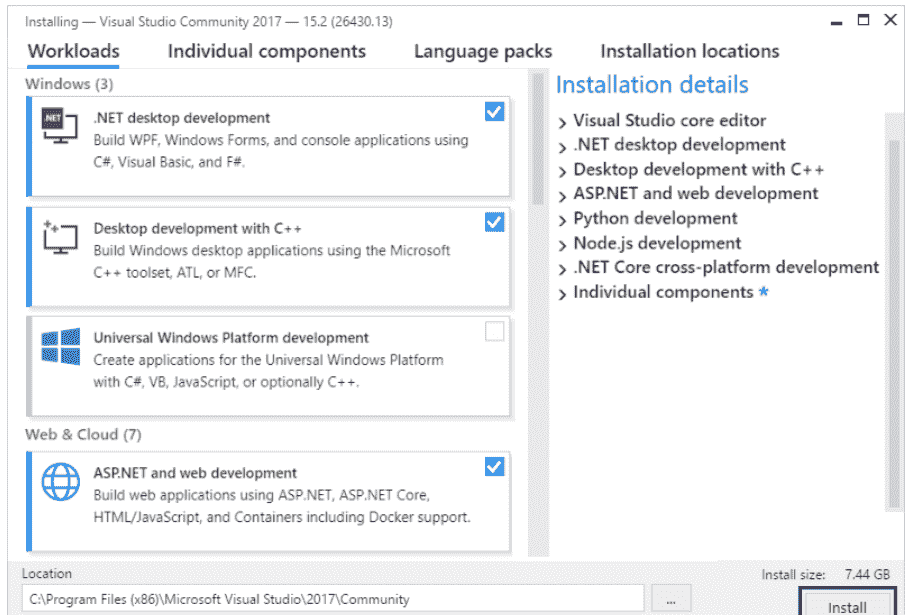 Installing — Visual Studio Community 2017 — 15.2 (26430.13)
Workloads Individual components Language packs Installation locations
Windows (3)
.NET
.NET desktop development
Build WPF, Windows Forms, and console applications using
C#, Visual Basic, and F#.
Desktop development with C++
Build Windows desktop applications using the Microsoft
C++ toolset, ATL, or MFC.
Universal Windows Platform development
Create applications for the Universal Windows Platform
with C#, VB, JavaScript, or optionally C++.
Web & Cloud (7)
ASP.NET and web development
Build web applications using ASP.NET, ASP.NET Core,
HTML/JavaScript, and Containers including Docker support.
Installation details
Visual Studio core editor
.NET desktop development
Desktop development with C++
ASP.NET and web development
Python development
Node.js development
.NET Core cross-platform development
Individual components *
Location
C:\Program Files (x86)\Microsoft Visual Studio\2017\Community
...
Install size: 7.44 GB
Install